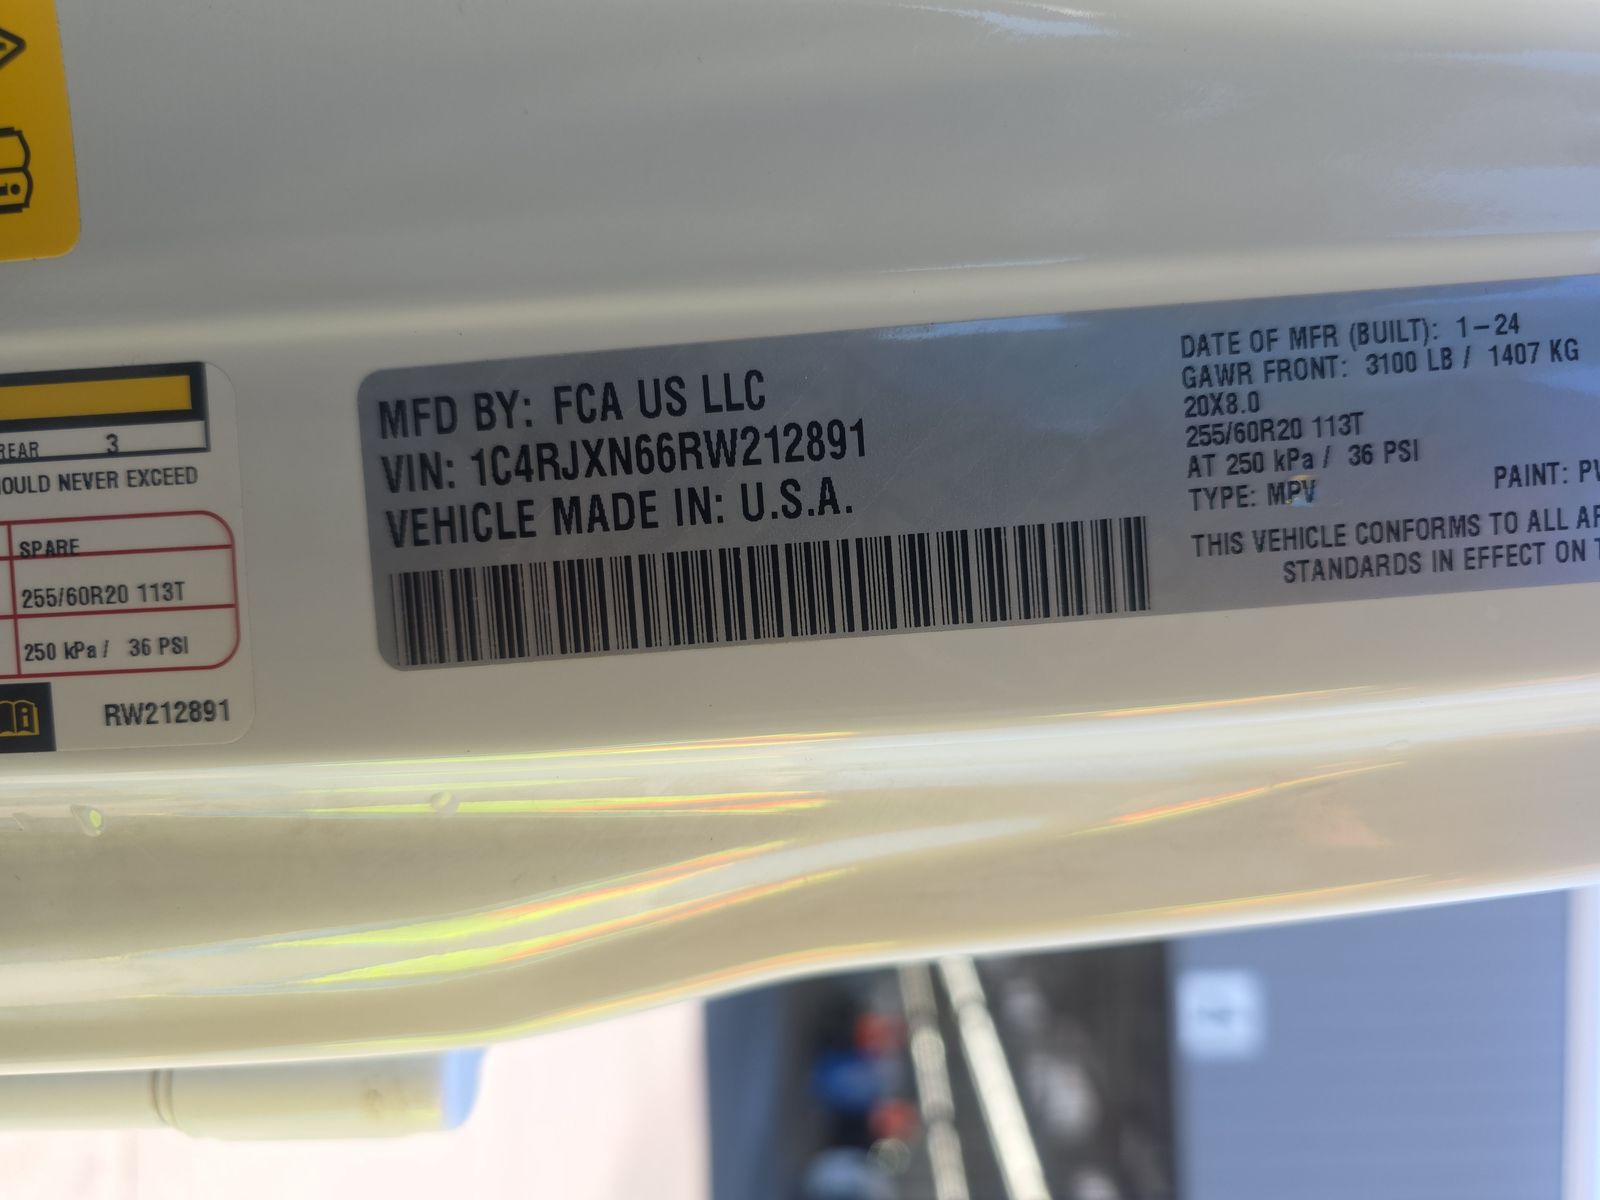 REAR 3
OULD NEVER EXCEED
SPARE
255/60R20 113T
250 kPa / 36 PSI
RW212891
MFD BY: FCA US LLC
VIN: 1C4RJXN66RW212891
VEHICLE MADE IN: U.S.A.
DATE OF MFR (BUILT): 1-24
GAWR FRONT: 3100 LB / 1407 KG
20X8.0
255/60R20 113T
AT 250 kPa / 36 PSI
TYPE: MPV
PAINT: PW
THIS VEHICLE CONFORMS TO ALL AP
STANDARDS IN EFFECT ON T